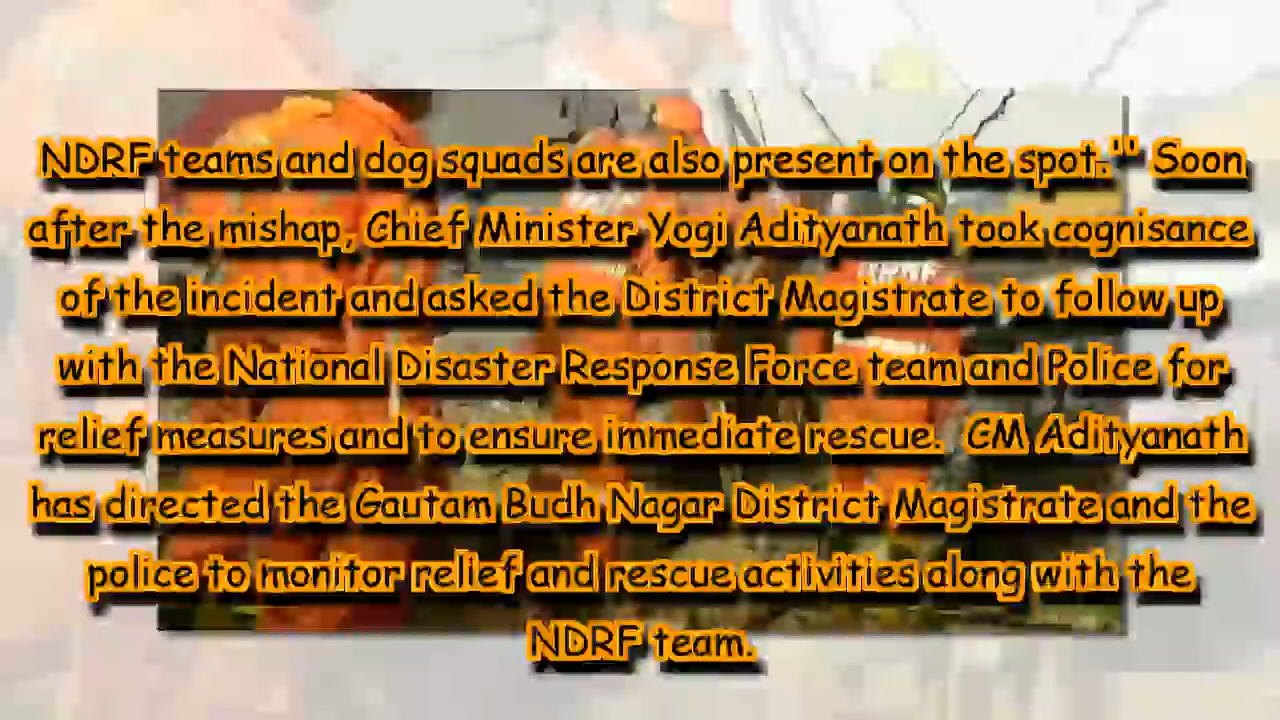 NDRF teams and dog squads are also present on the spot.'' Soon
after the mishap, Chief Minister Yogi Adityanath took cognisance
of the incident and asked the District Magistrate to follow up
with the National Disaster Response Force team and Police for
relief measures and to ensure immediate rescue.  CM Adityanath
has directed the Gautam Budh Nagar District Magistrate and the
police to monitor relief and rescue activities along with the
NDRF team.